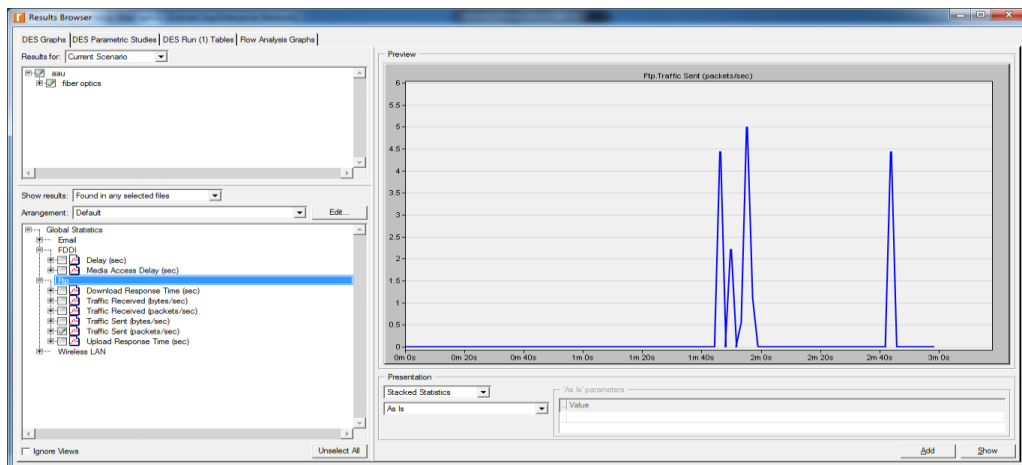 Results Browser
DES Graphs DES Parametric Studies DES Run (1) Tables Flow Analysis Graphs
Results for: Current Scenario
aau
fiber optics
Show results: Found in any selected files
Arrangement: Default Edit...
Global Statistics
Email
FDDI
Delay (sec)
Media Access Delay (sec)
Ftp
Download Response Time (sec)
Traffic Received (bytes/sec)
Traffic Received (packets/sec)
Traffic Sent (bytes/sec)
Traffic Sent (packets/sec)
Upload Response Time (sec)
Wireless LAN
Ignore Views Unselect All
Preview
Ftp.Traffic Sent (packets/sec)
6
5.5
5
4.5
4
3.5
3
2.5
2
1.5
1
0.5
0
0m 0s 0m 20s 0m 40s 1m 0s 1m 20s 1m 40s 2m 0s 2m 20s 2m 40s 3m 0s
Presentation
Stacked Statistics
As Is
'As Is' parameters
Value
Add Show